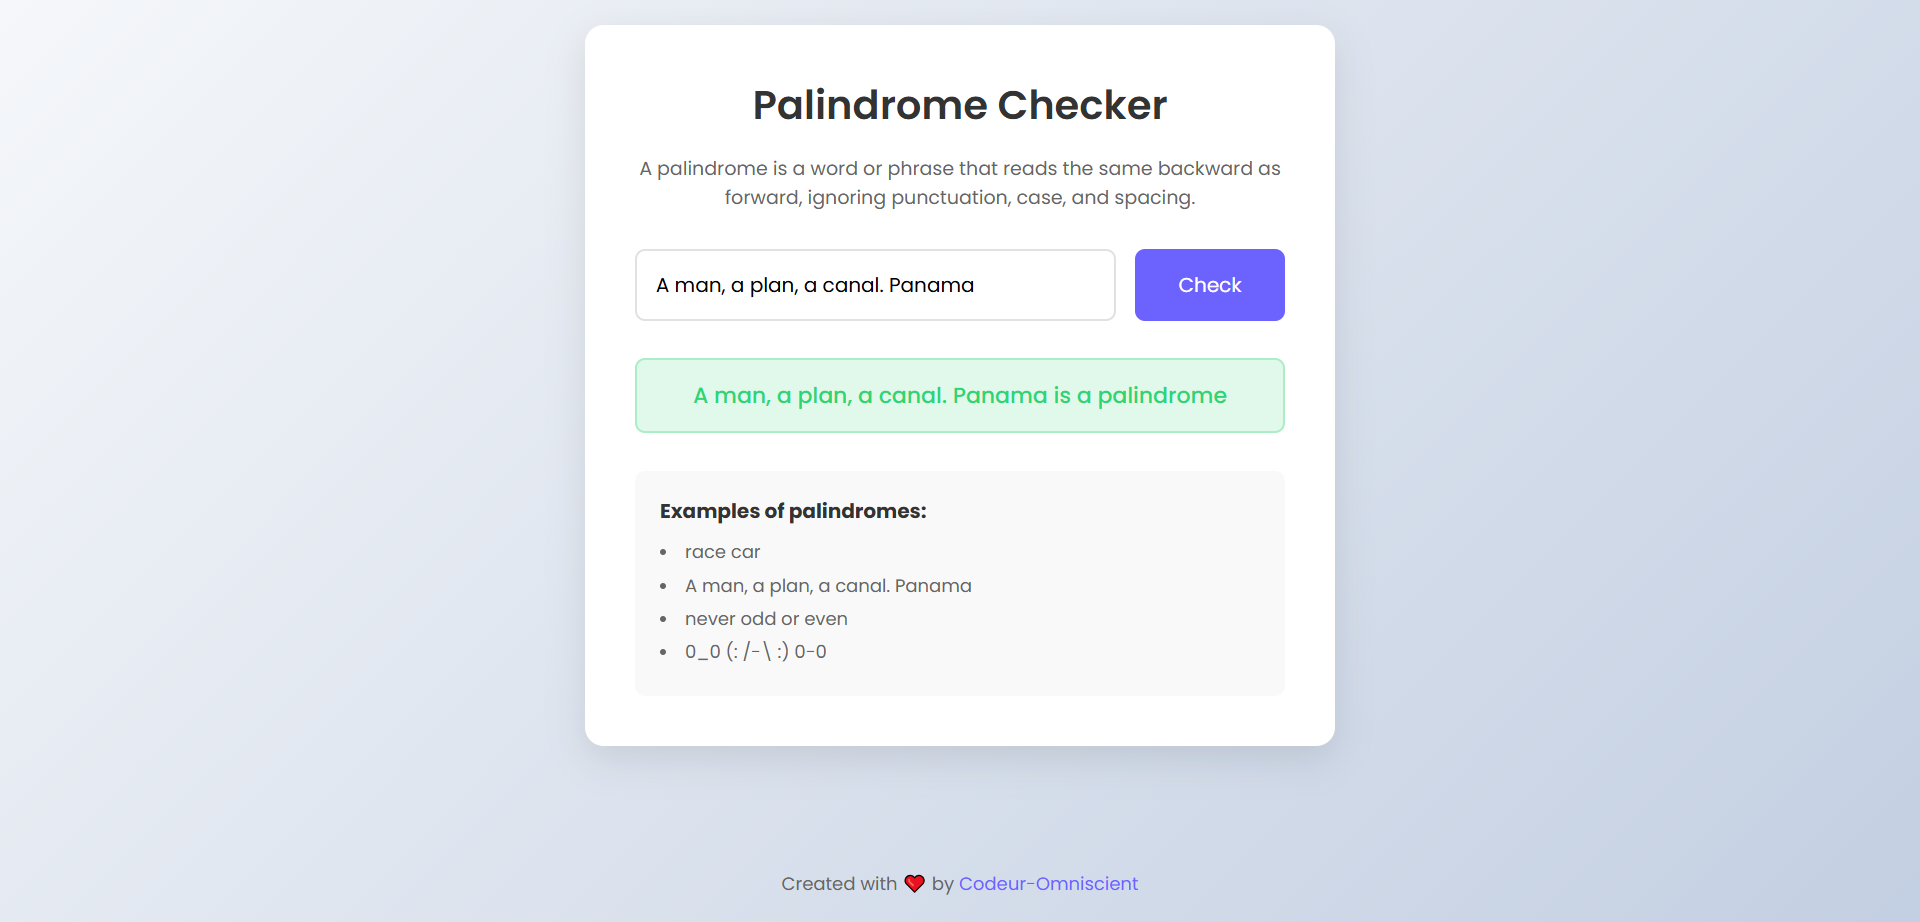 Palindrome Checker
A palindrome is a word or phrase that reads the same backward as
forward, ignoring punctuation, case, and spacing.
A man, a plan, a canal. Panama
Check
A man, a plan, a canal. Panama is a palindrome
Examples of palindromes:
• race car
• A man, a plan, a canal. Panama
• never odd or even
• 0_0 (: /-\ :) 0-0
Created with ❤️ by Codeur-Omniscient